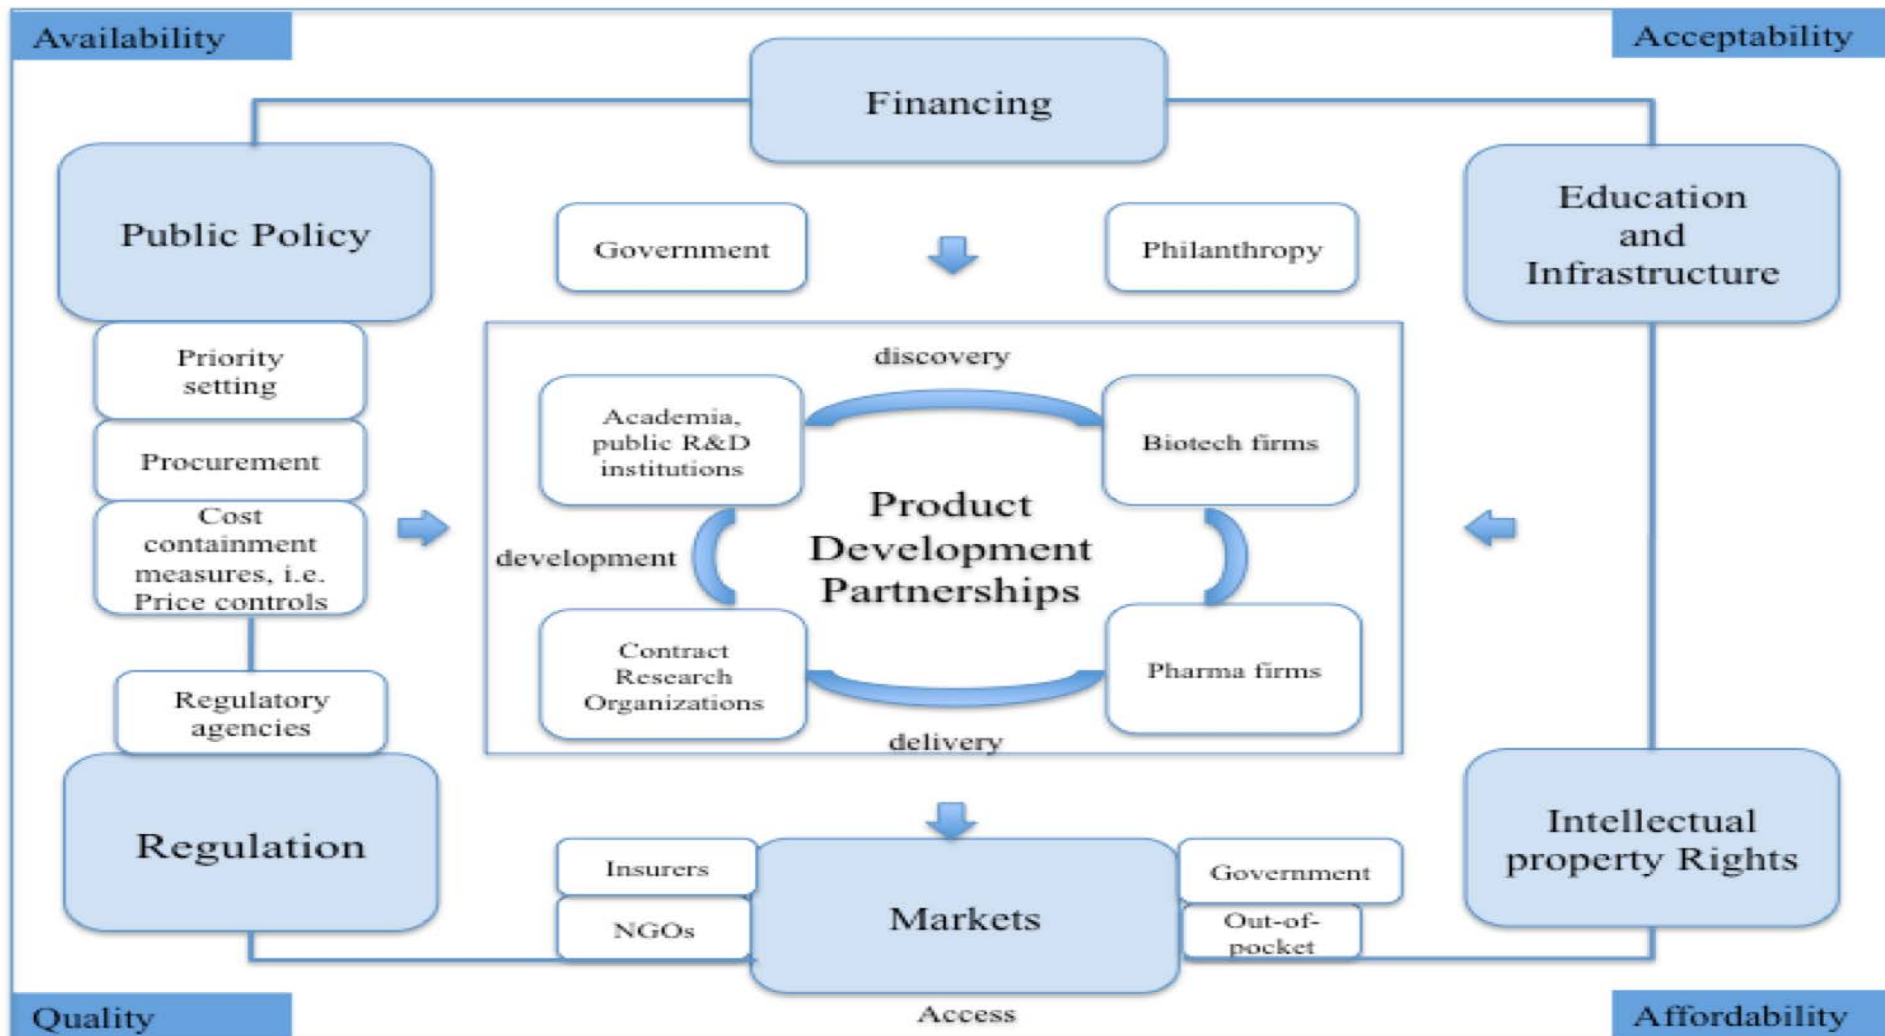 Availability
Acceptability
Financing
Public Policy
Education
and
Infrastructure
Government
Philanthropy
Priority
setting
Procurement
Cost
containment
measures, i.e.
Price controls
discovery
Academia,
public R&D
institutions
Biotech firms
Product
Development
Partnerships
development
Contract
Research
Organizations
Pharma firms
delivery
Regulatory
agencies
Regulation
Intellectual
property Rights
Insurers
NGOs
Markets
Government
Out-of-
pocket
Access
Quality
Affordability